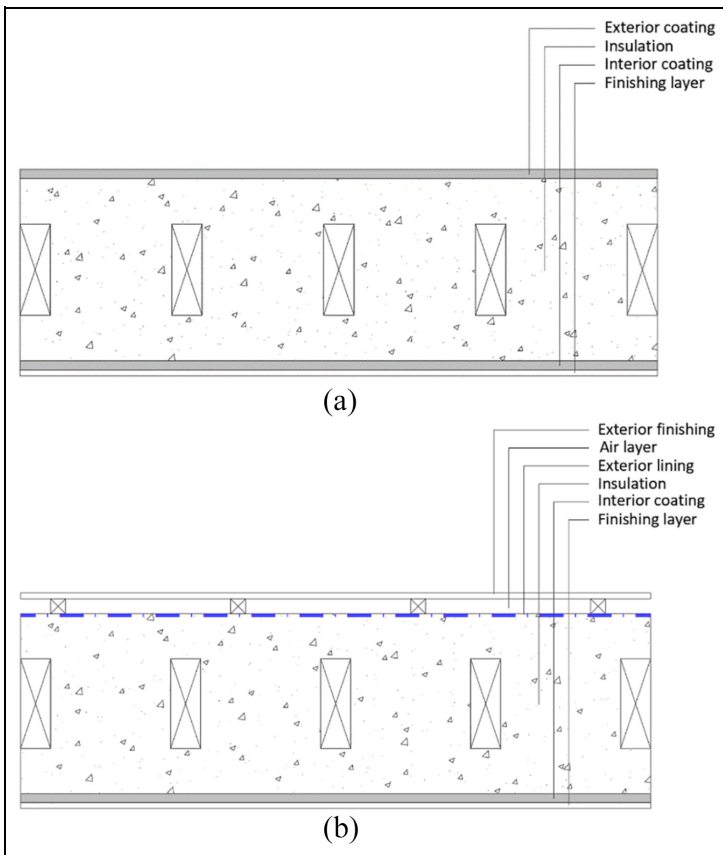 Exterior coating
Insulation
Interior coating
Finishing layer
(a)
Exterior finishing
Air layer
Exterior lining
Insulation
Interior coating
Finishing layer
(b)